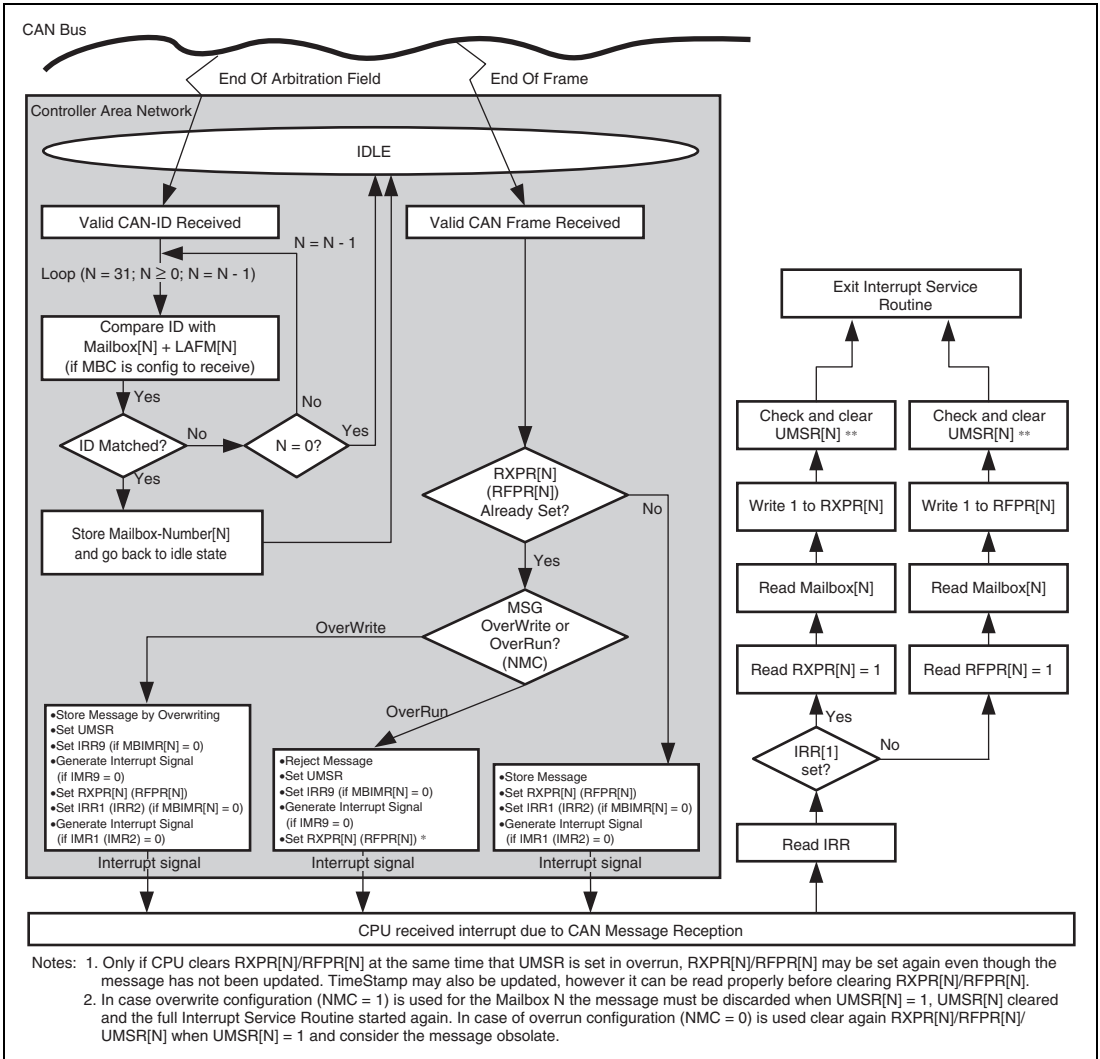 CAN Bus
End Of Arbitration Field
End Of Frame
Controller Area Network
IDLE
Valid CAN-ID Received
Valid CAN Frame Received
N = N - 1
Loop (N = 31; N ≥ 0; N = N - 1)
Compare ID with
Mailbox[N] + LAFM[N]
(if MBC is config to receive)
Yes
No
ID Matched?
No
N = 0?
Yes
Yes
Store Mailbox-Number[N]
and go back to idle state
RXPR[N]
(RFPR[N])
Already Set?
No
Yes
MSG
OverWrite or
OverRun?
(NMC)
OverWrite
OverRun
•Store Message by Overwriting
•Set UMSR
•Set IRR9 (if MBIMR[N] = 0)
•Generate Interrupt Signal
(if IMR9 = 0)
•Set RXPR[N] (RFPR[N])
•Set IRR1 (IRR2) (if MBIMR[N] = 0)
•Generate Interrupt Signal
(if IMR1 (IMR2) = 0)
Interrupt signal
•Reject Message
•Set UMSR
•Set IRR9 (if MBIMR[N] = 0)
•Generate Interrupt Signal
(if IMR9 = 0)
•Set RXPR[N] (RFPR[N]) *
Interrupt signal
•Store Message
•Set RXPR[N] (RFPR[N])
•Set IRR1 (IRR2) (if MBIMR[N] = 0)
•Generate Interrupt Signal
(if IMR1 (IMR2) = 0)
Interrupt signal
Exit Interrupt Service
Routine
Check and clear
UMSR[N] **
Check and clear
UMSR[N] **
Write 1 to RXPR[N]
Write 1 to RFPR[N]
Read Mailbox[N]
Read Mailbox[N]
Read RXPR[N] = 1
Read RFPR[N] = 1
Yes
IRR[1]
set?
No
Read IRR
CPU received interrupt due to CAN Message Reception
Notes: 1. Only if CPU clears RXPR[N]/RFPR[N] at the same time that UMSR is set in overrun, RXPR[N]/RFPR[N] may be set again even though the
message has not been updated. TimeStamp may also be updated, however it can be read properly before clearing RXPR[N]/RFPR[N].
2. In case overwrite configuration (NMC = 1) is used for the Mailbox N the message must be discarded when UMSR[N] = 1, UMSR[N] cleared
and the full Interrupt Service Routine started again. In case of overrun configuration (NMC = 0) is used clear again RXPR[N]/RFPR[N]/
UMSR[N] when UMSR[N] = 1 and consider the message obsolate.